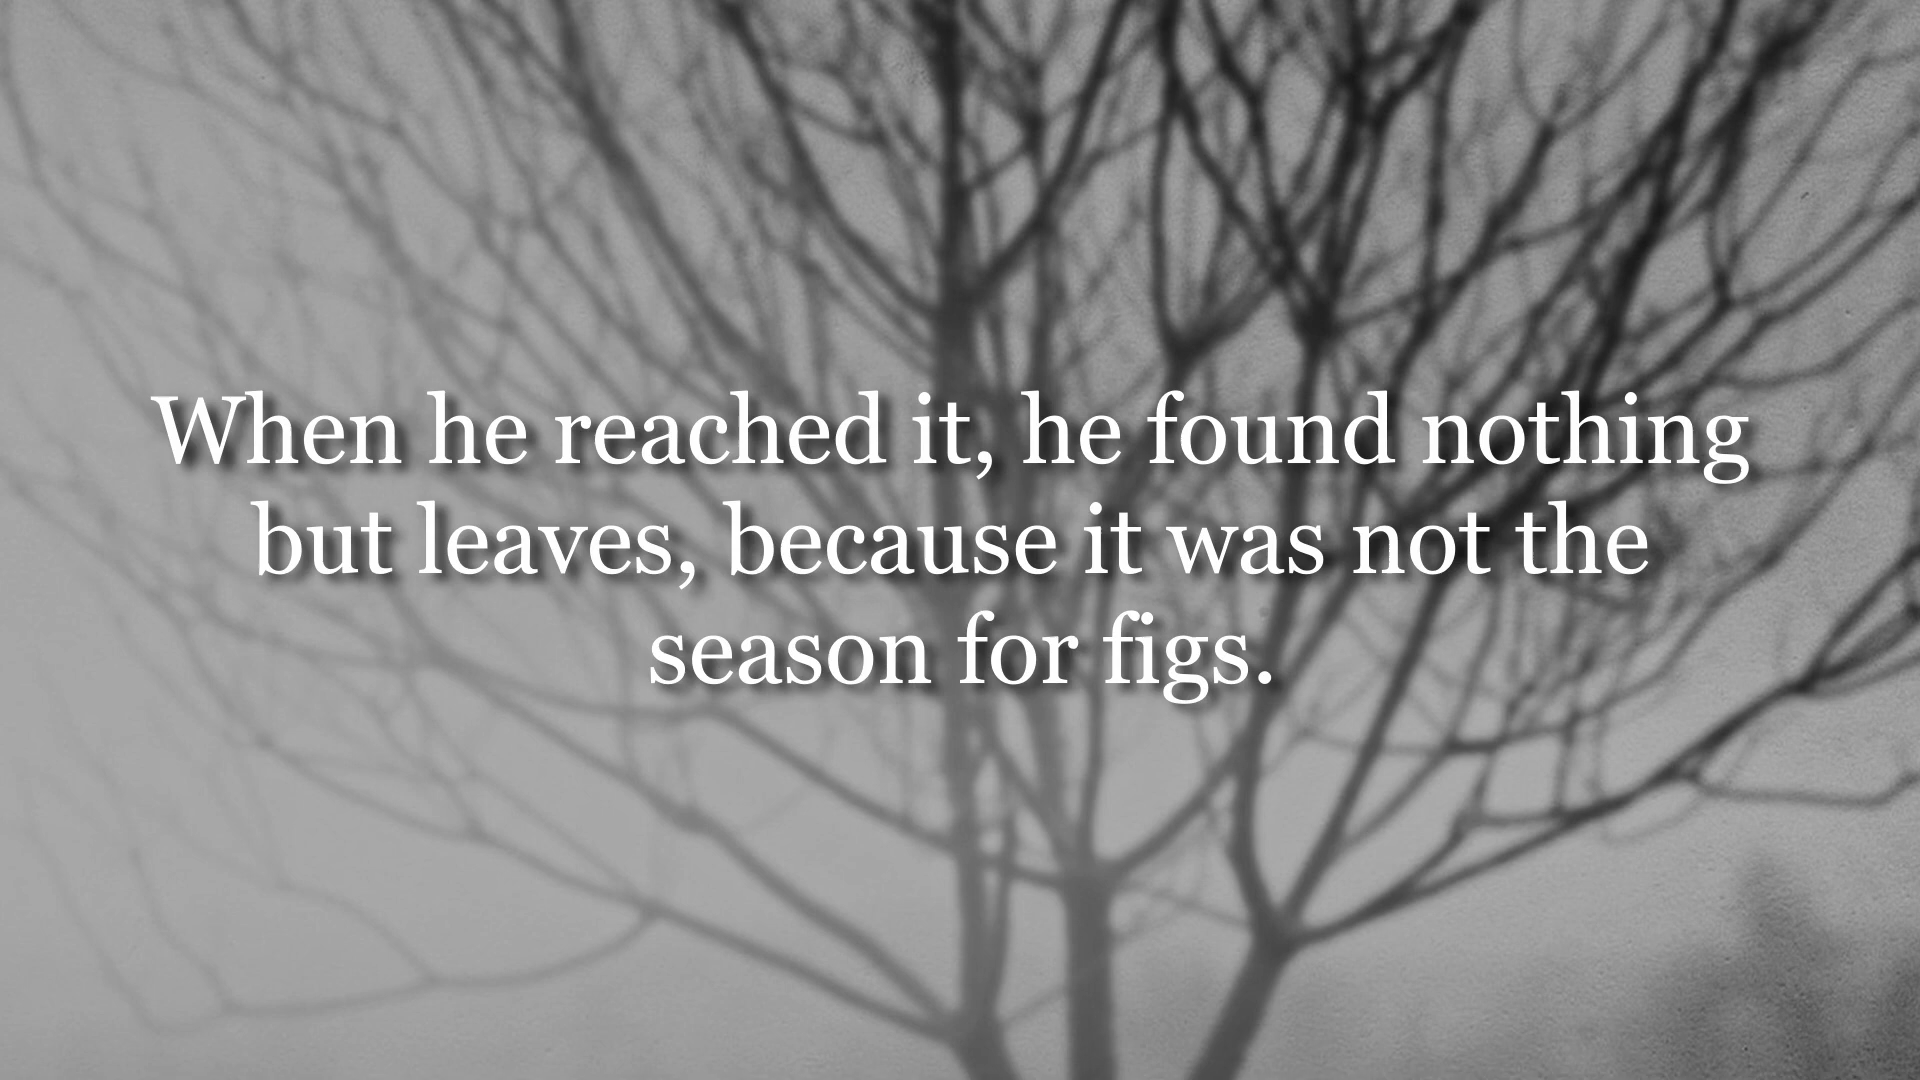 When he reached it, he found nothing
but leaves, because it was not the
season for figs.